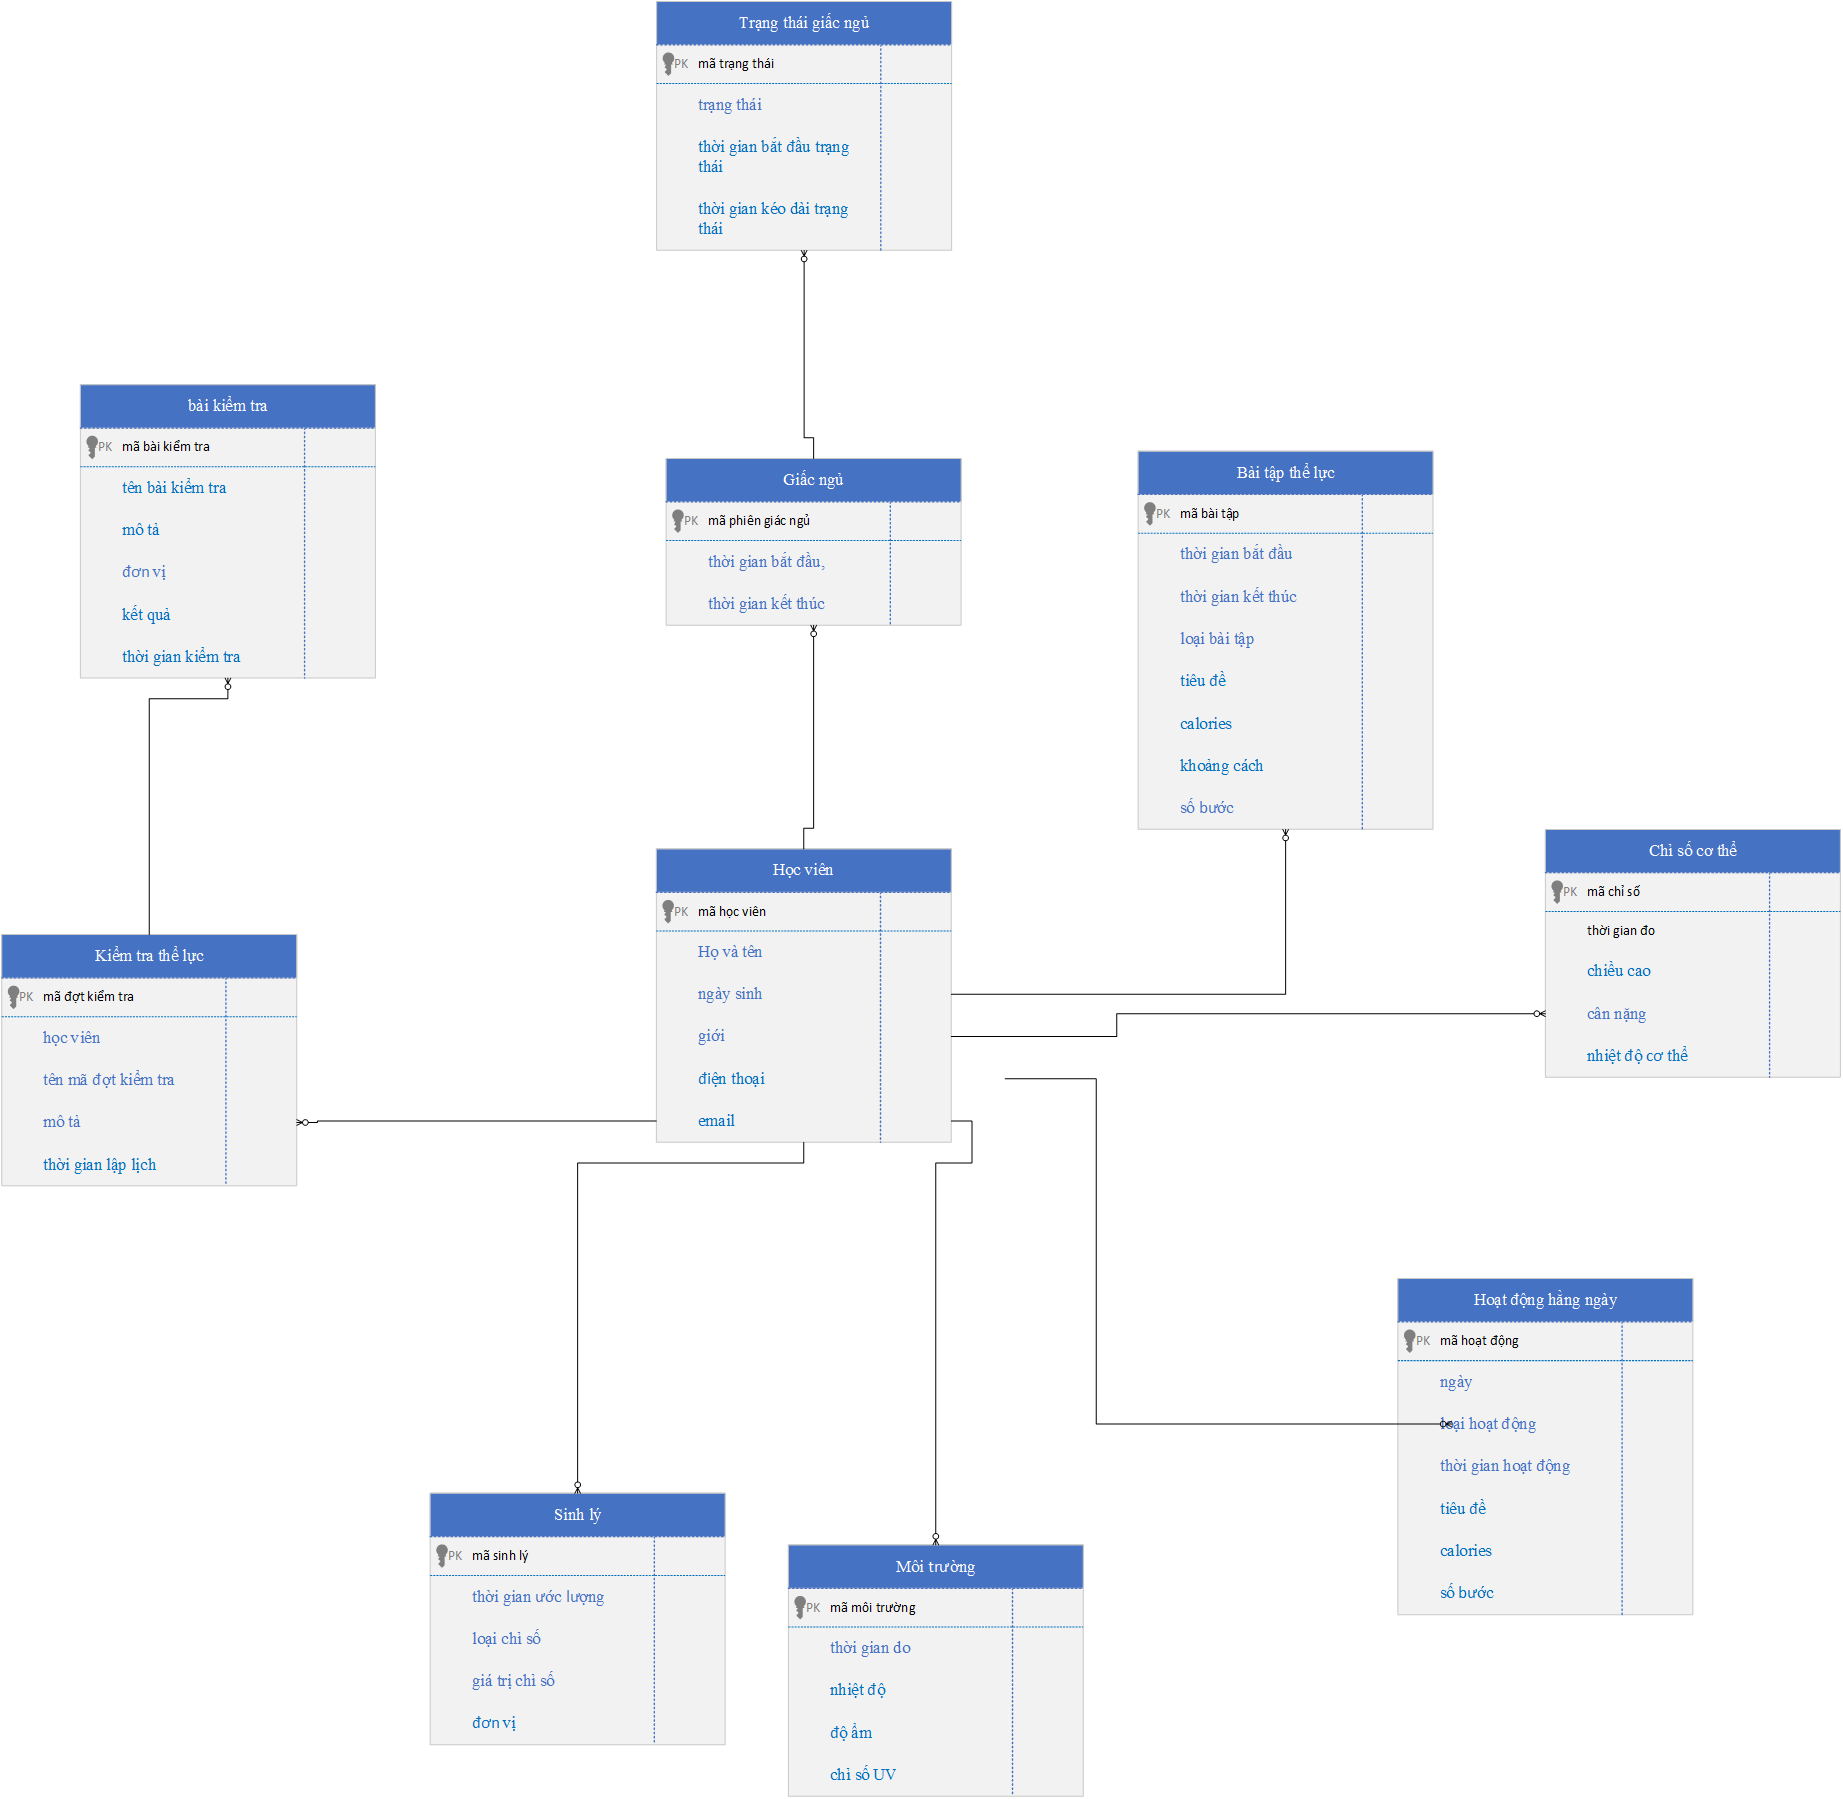 Trạng thái giấc ngủ
PK mã trạng thái
trạng thái
thời gian bắt đầu trạng
thái
thời gian kéo dài trạng
thái
bài kiểm tra
PK mã bài kiểm tra
tên bài kiểm tra
mô tả
đơn vị
kết quả
thời gian kiểm tra
Giấc ngủ
PK mã phiên giác ngủ
thời gian bắt đầu,
thời gian kết thúc
Bài tập thể lực
PK mã bài tập
thời gian bắt đầu
thời gian kết thúc
loại bài tập
tiêu đề
calories
khoảng cách
số bước
Học viên
PK mã học viên
Họ và tên
ngày sinh
giới
điện thoại
email
Chỉ số cơ thể
PK mã chỉ số
thời gian đo
chiều cao
cân nặng
nhiệt độ cơ thể
Kiểm tra thể lực
PK mã đợt kiểm tra
học viên
tên mã đợt kiểm tra
mô tả
thời gian lập lịch
Hoạt động hằng ngày
PK mã hoạt động
ngày
loại hoạt động
thời gian hoạt động
tiêu đề
calories
số bước
Sinh lý
PK mã sinh lý
thời gian ước lượng
loại chỉ số
giá trị chỉ số
đơn vị
Môi trường
PK mã môi trường
thời gian do
nhiệt độ
độ ẩm
chỉ số UV